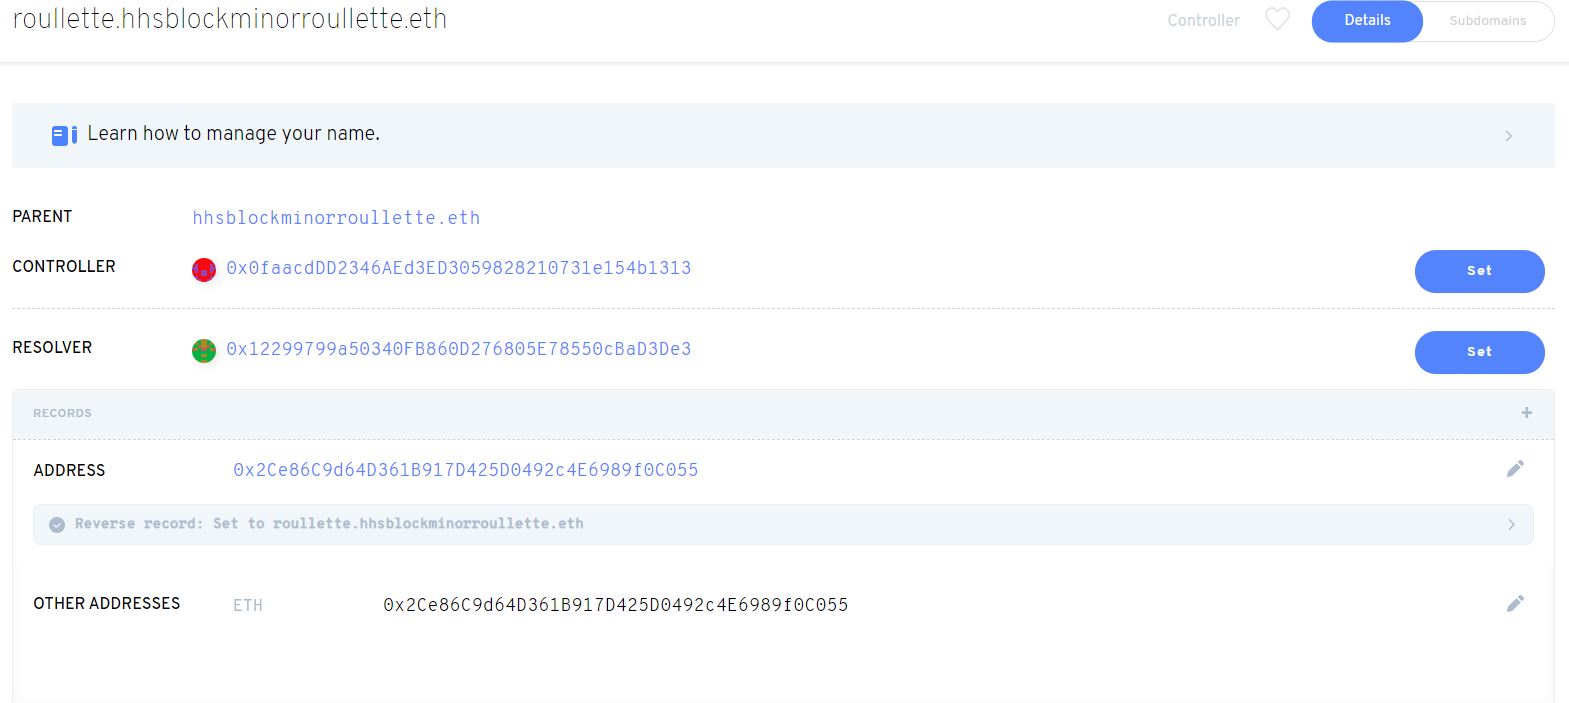 roullette.hhsblockminorroullette.eth
Controller Details Subdomains
Learn how to manage your name.
PARENT hhsblockminorroullette.eth
CONTROLLER 0x0faacdDD2346AEd3ED3059828210731e154b1313 Set
RESOLVER 0x12299799a50340FB860D276805E78550cBaD3De3 Set
RECORDS +
ADDRESS 0x2Ce86C9d64D361B917D425D0492c4E6989f0C055
Reverse record: Set to roullette.hhsblockminorroullette.eth
OTHER ADDRESSES ETH 0x2Ce86C9d64D361B917D425D0492c4E6989f0C055